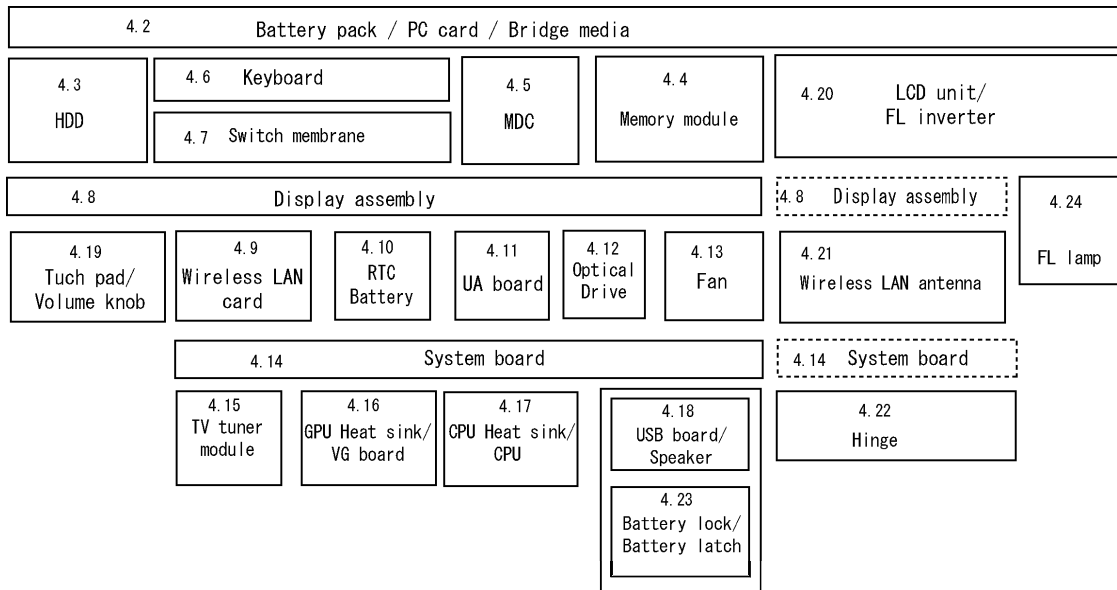 4.2 Battery pack / PC card / Bridge media
4.3
HDD
4.6 Keyboard
4.7 Switch membrane
4.5
MDC
4.4
Memory module
4.20 LCD unit/
FL inverter
4.8 Display assembly
4.8 Display assembly
4.24
FL lamp
4.19
Tuch pad/
Volume knob
4.9
Wireless LAN
card
4.10
RTC
Battery
4.11
UA board
4.12
Optical
Drive
4.13
Fan
4.21
Wireless LAN antenna
4.14 System board
4.14 System board
4.15
TV tuner
module
4.16
GPU Heat sink/
VG board
4.17
CPU Heat sink/
CPU
4.18
USB board/
Speaker
4.22
Hinge
4.23
Battery lock/
Battery latch